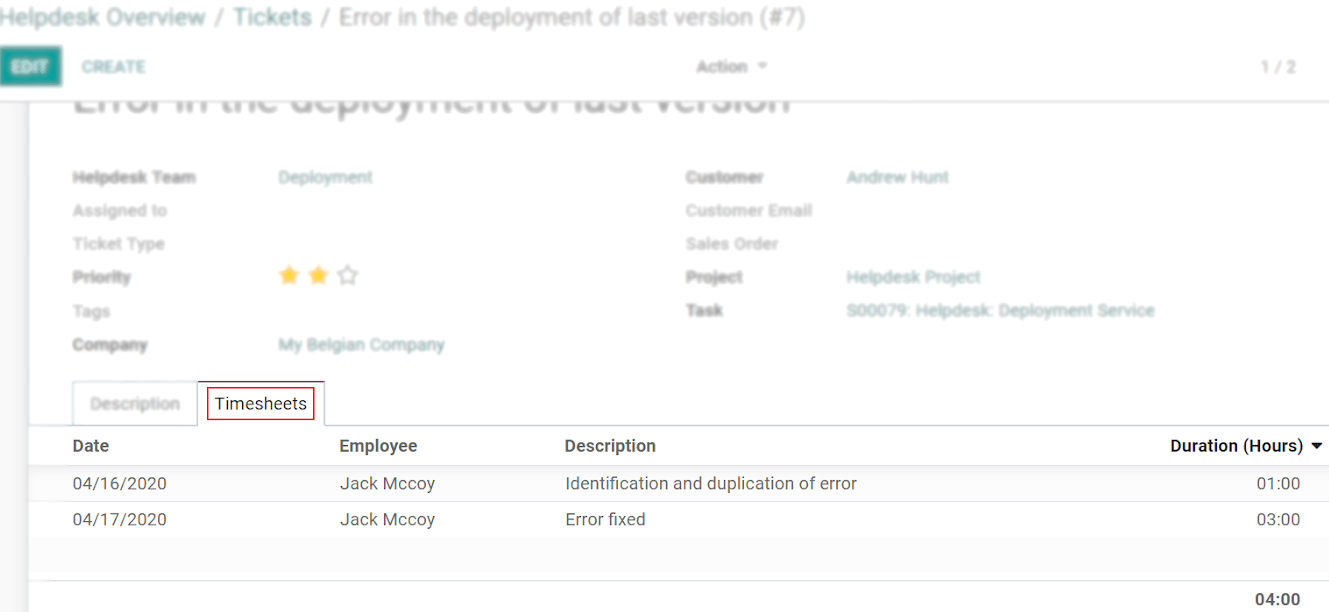 Helpdesk Overview / Tickets / Error in the deployment of last version (#7)
EDIT CREATE Action 1 / 2
Error in the deployment of last version
Helpdesk Team Deployment Customer Andrew Hunt
Assigned to Customer Email
Ticket Type Sales Order
Priority Project Helpdesk Project
Tags Task S00079: Helpdesk: Deployment Service
Company My Belgian Company
Description Timesheets
Date Employee Description Duration (Hours)
04/16/2020 Jack Mccoy Identification and duplication of error 01:00
04/17/2020 Jack Mccoy Error fixed 03:00
04:00